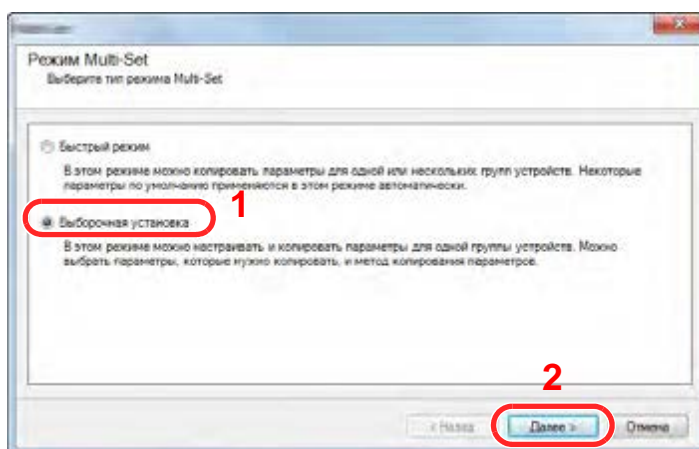 Режим Multi-Set
Выберите тип режима Multi-Set
Быстрый режим
В этом режиме можно копировать параметры для одной или нескольких групп устройств. Некоторые
параметры по умолчанию применяются в этом режиме автоматически.
1
Выборочная установка
В этом режиме можно настраивать и копировать параметры для одной группы устройств. Можно
выбрать параметры, которые нужно копировать, и метод копирования параметров.
2
< Назад Далее > Отмена